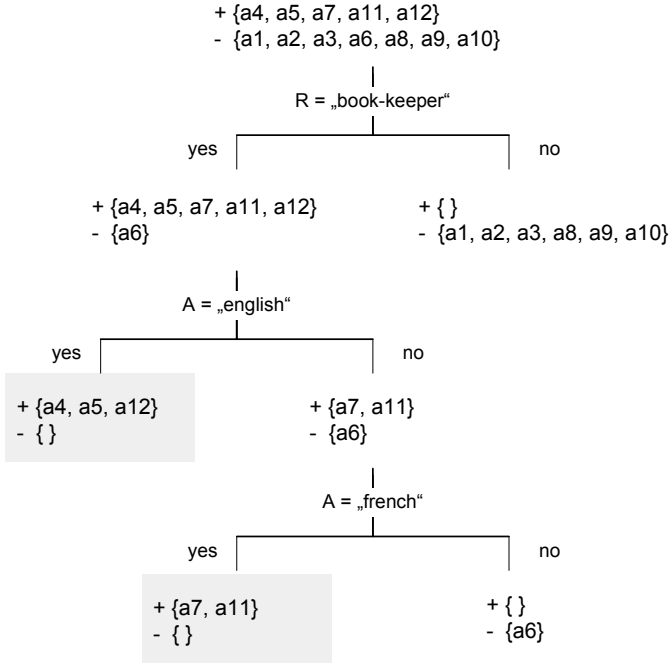 + {a4, a5, a7, a11, a12}
- {a1, a2, a3, a6, a8, a9, a10}
R = „book-keeper“
yes
no
+ {a4, a5, a7, a11, a12}
- {a6}
+ { }
- {a1, a2, a3, a8, a9, a10}
A = „english“
yes
no
+ {a4, a5, a12}
- { }
+ {a7, a11}
- {a6}
A = „french“
yes
no
+ {a7, a11}
- { }
+ { }
- {a6}